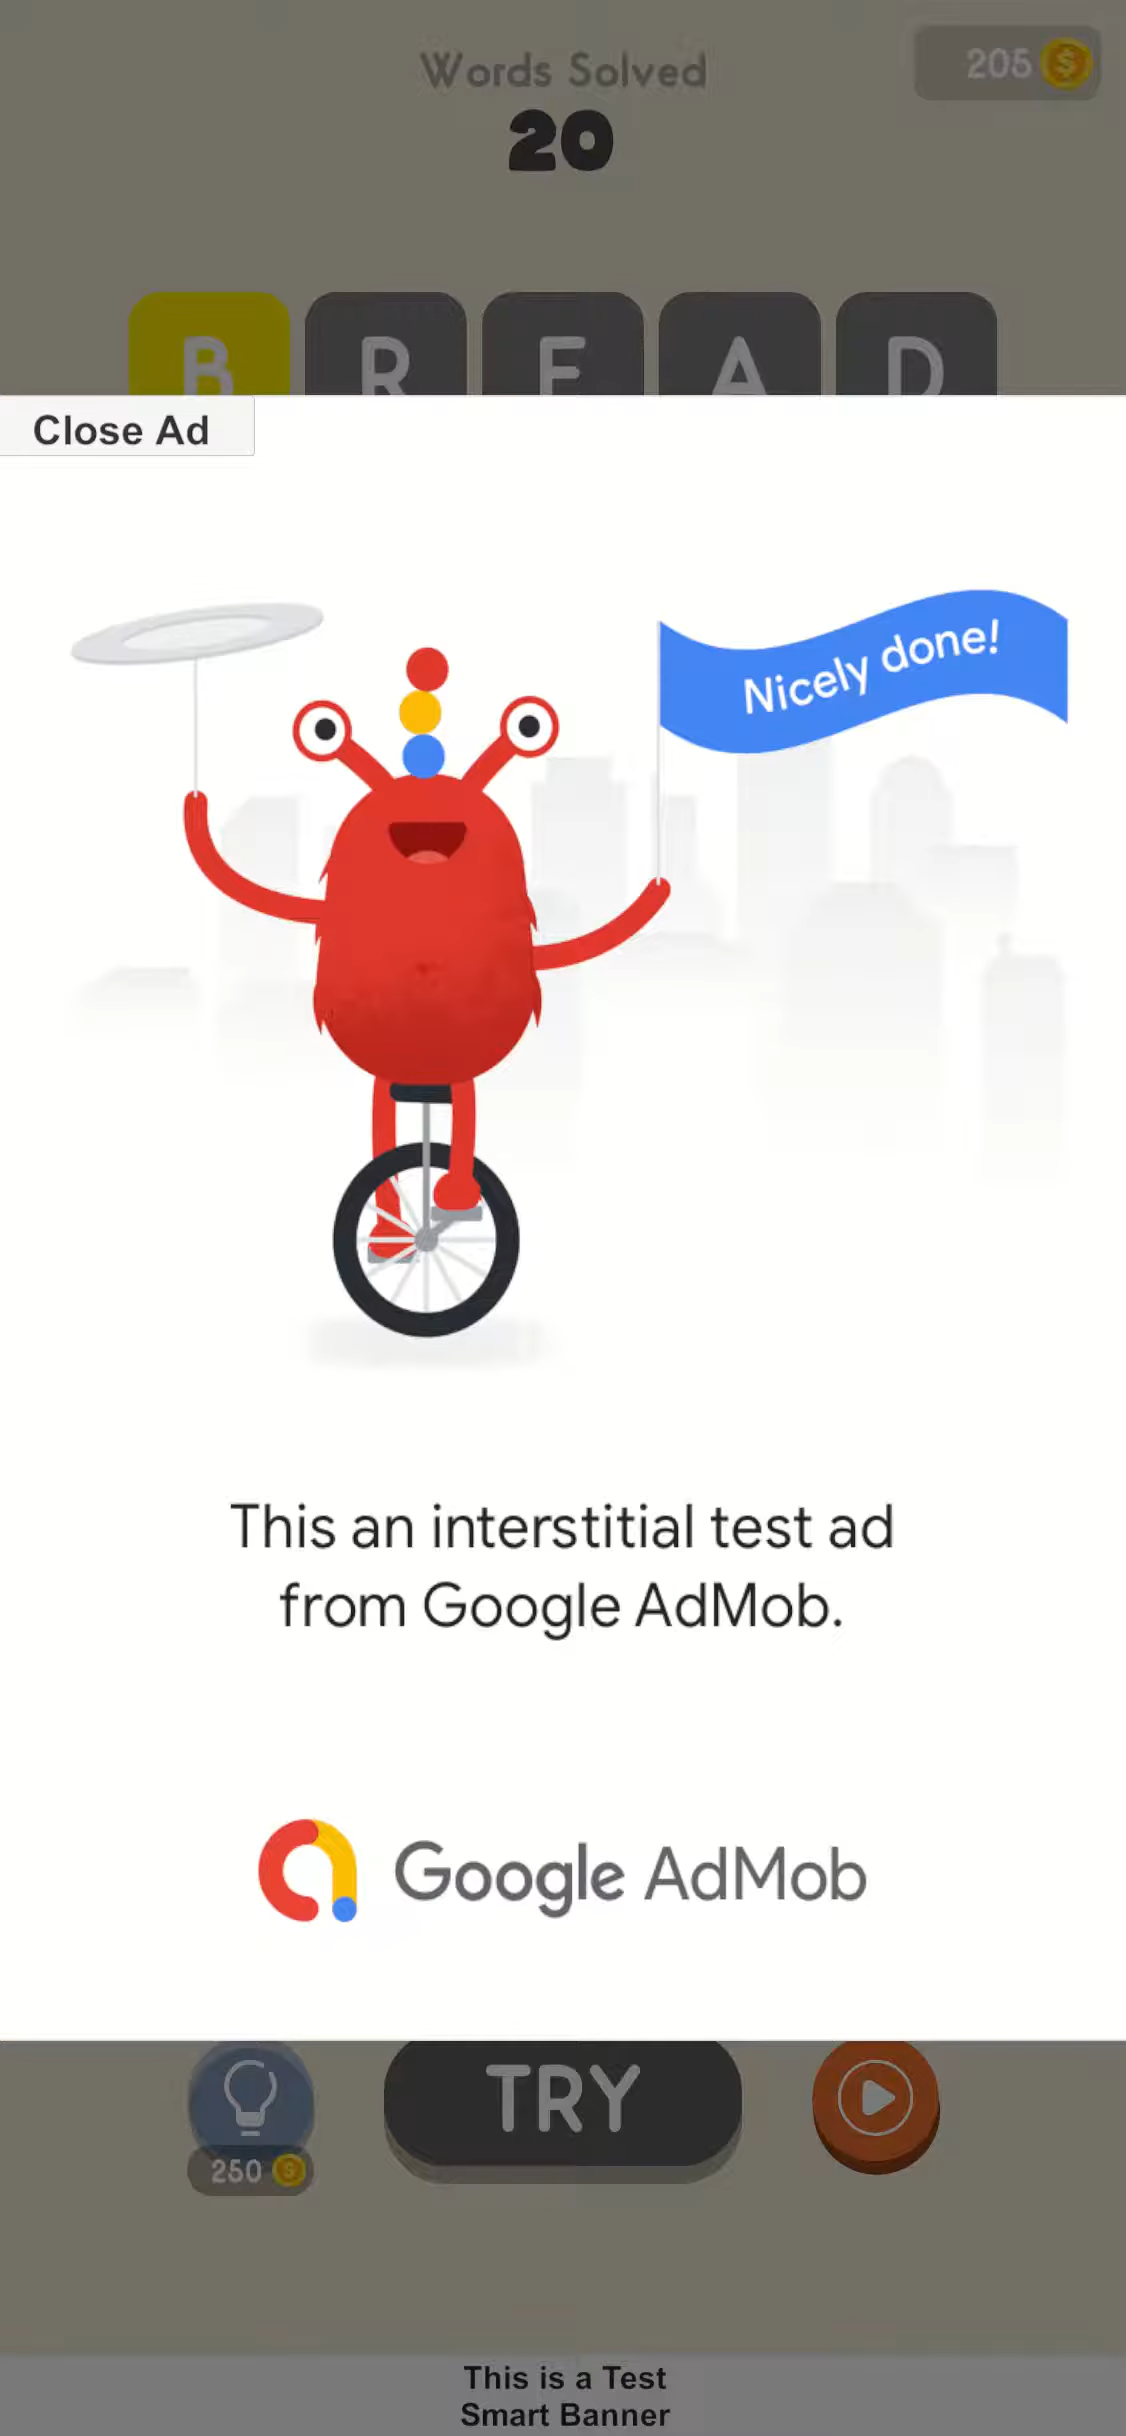 Words Solved
205
20
B R E A D
Close Ad
Nicely done!
This an interstitial test ad
from Google AdMob.
Google AdMob
TRY
250
This is a Test
Smart Banner